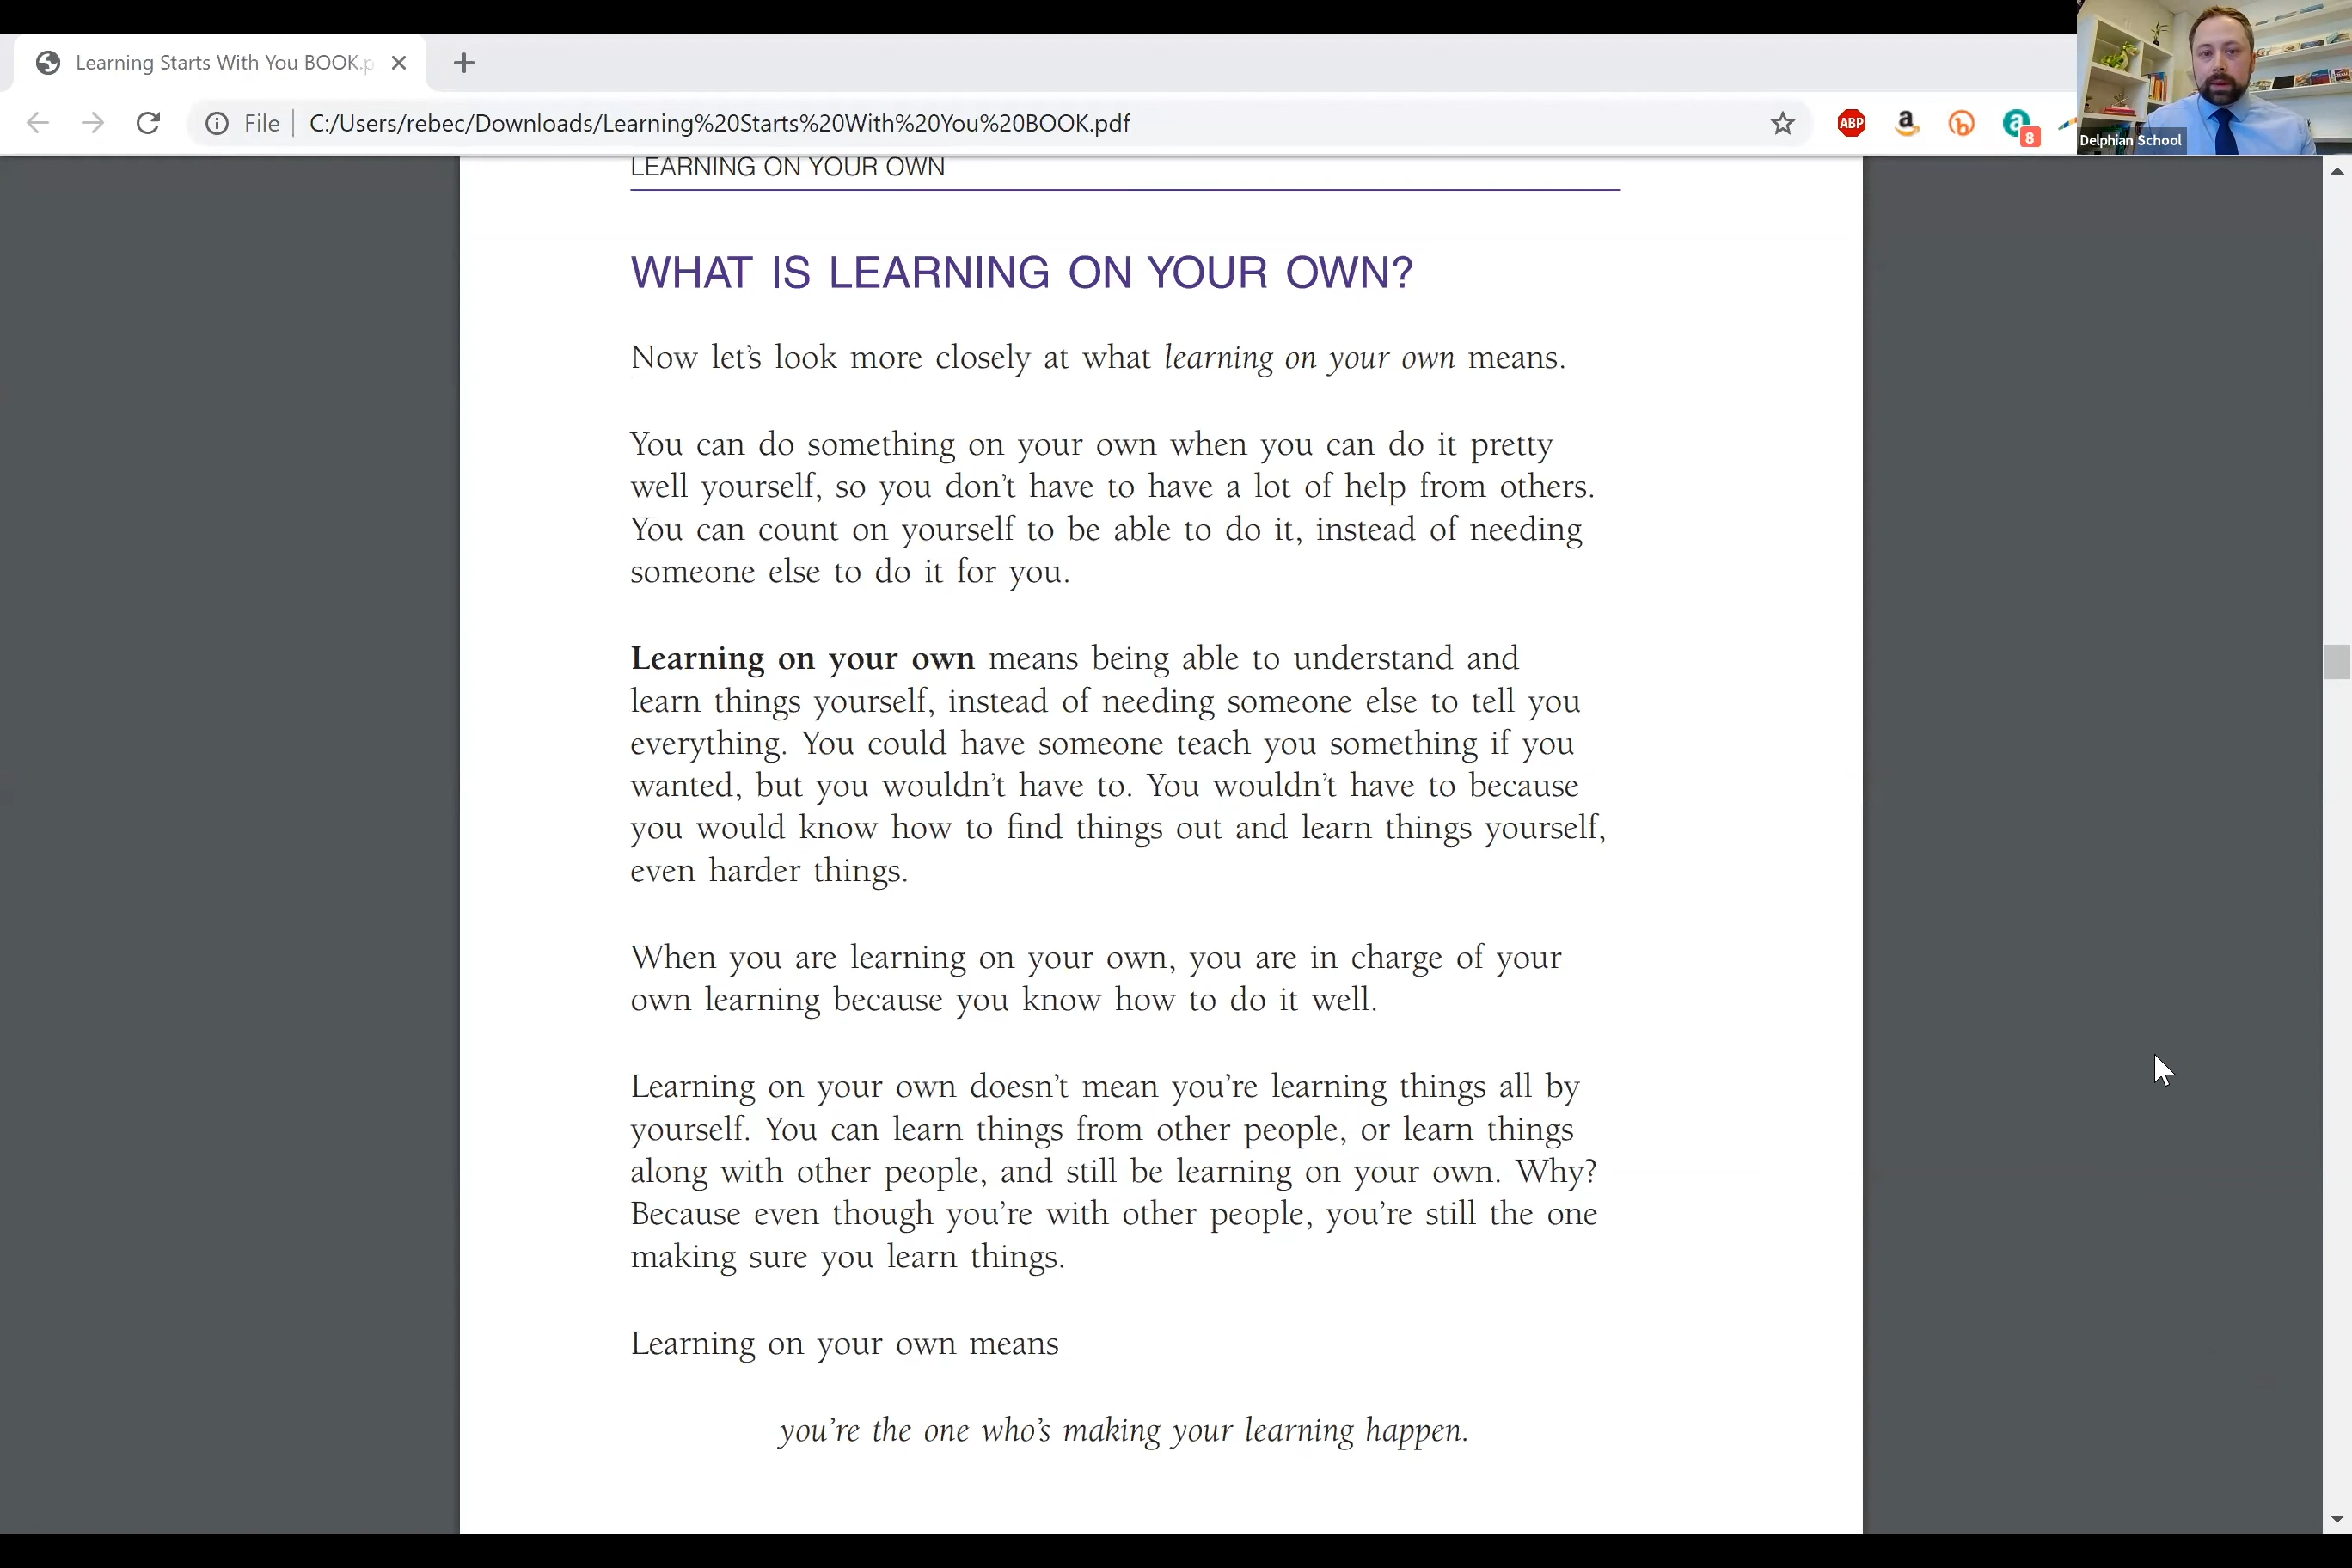 Learning Starts With You BOOK.p
File
C:/Users/rebec/Downloads/Learning%20Starts%20With%20You%20BOOK.pdf
ABP
a
b
a
8
Delphian School
LEARNING ON YOUR OWN
WHAT IS LEARNING ON YOUR OWN?
Now let’s look more closely at what learning on your own means.
You can do something on your own when you can do it pretty
well yourself, so you don’t have to have a lot of help from others.
You can count on yourself to be able to do it, instead of needing
someone else to do it for you.
Learning on your own means being able to understand and
learn things yourself, instead of needing someone else to tell you
everything. You could have someone teach you something if you
wanted, but you wouldn’t have to. You wouldn’t have to because
you would know how to find things out and learn things yourself,
even harder things.
When you are learning on your own, you are in charge of your
own learning because you know how to do it well.
Learning on your own doesn’t mean you’re learning things all by
yourself. You can learn things from other people, or learn things
along with other people, and still be learning on your own. Why?
Because even though you’re with other people, you’re still the one
making sure you learn things.
Learning on your own means
you’re the one who’s making your learning happen.